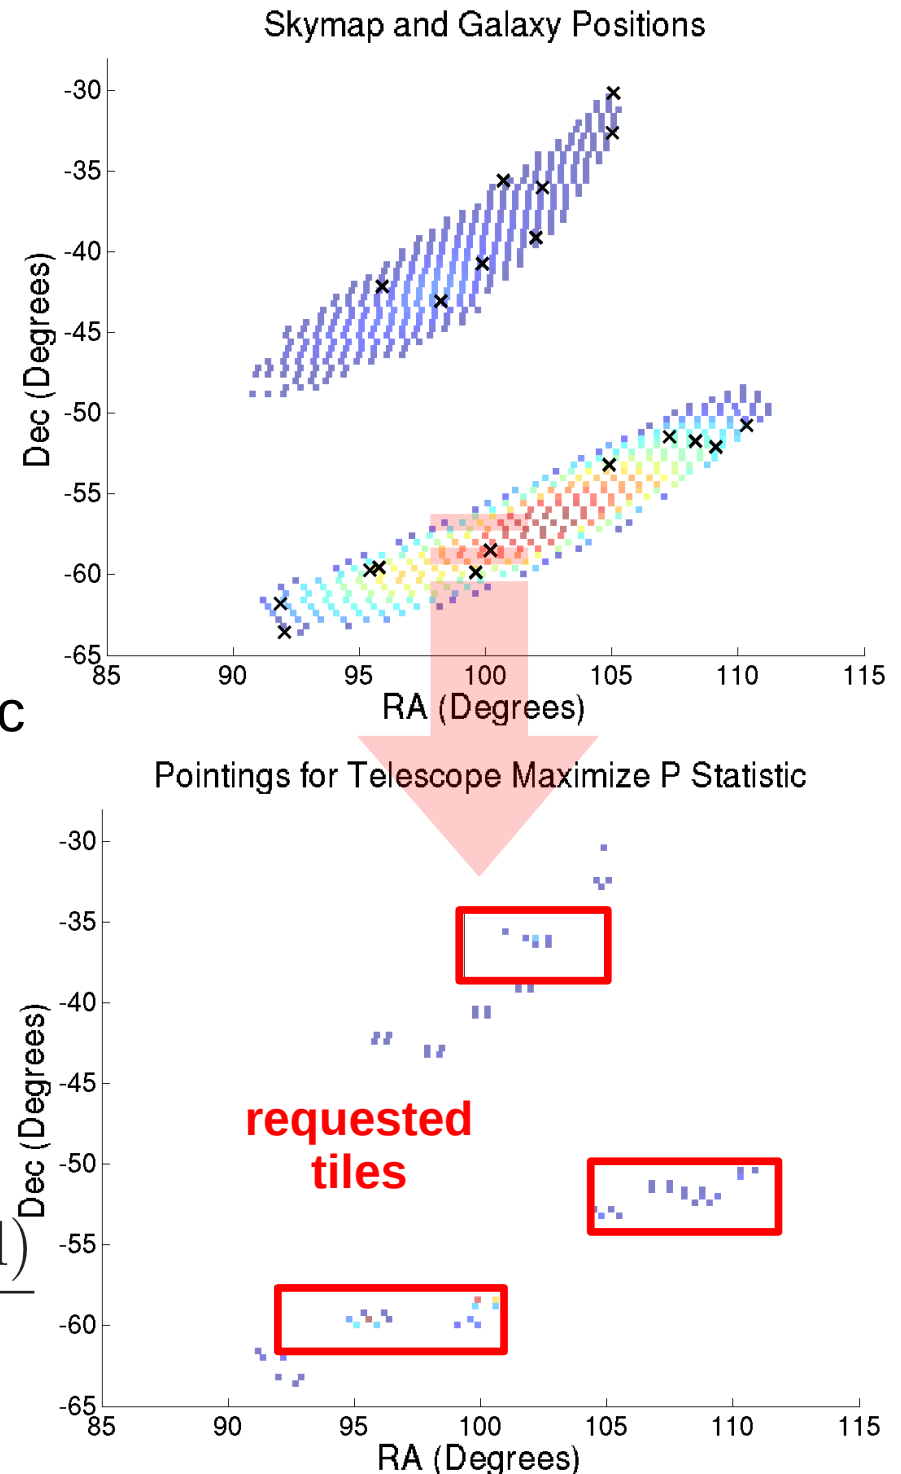 Skymap and Galaxy Positions
-30
-35
-40
-45
-50
-55
-60
-65
Dec (Degrees)
85 90 95 100 105 110 115
RA (Degrees)
c
Pointings for Telescope Maximize P Statistic
-30
-35
-40
-45
-50
-55
-60
-65
Dec (Degrees)
requested
tiles
85 90 95 100 105 110 115
RA (Degrees)